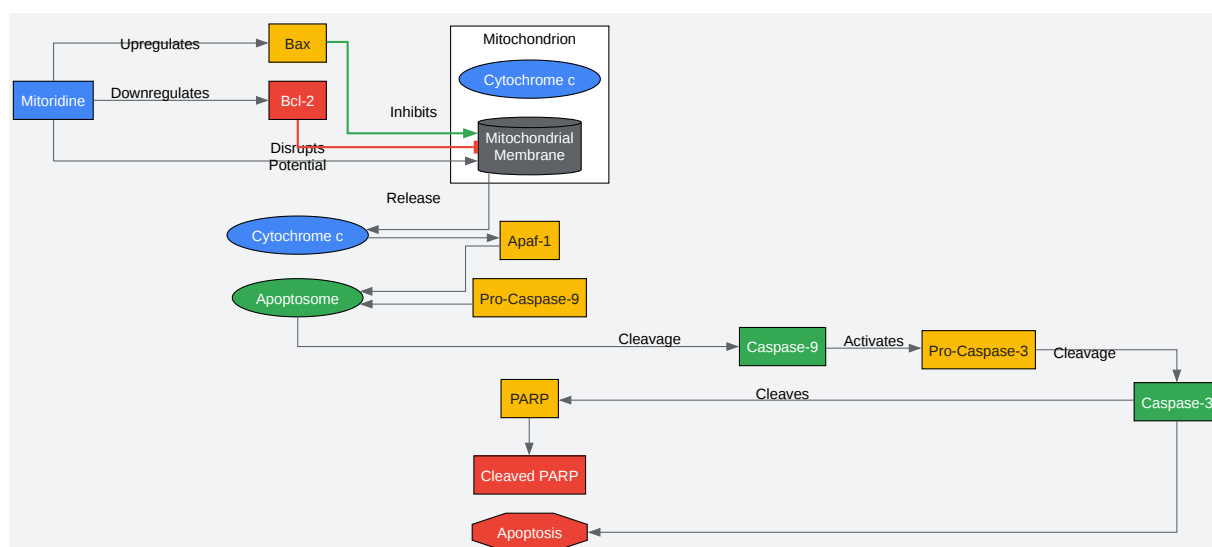 Mitochondrion
Upregulates
Bax
Cytochrome c
Mitoridine
Downregulates
Bcl-2
Inhibits
Mitochondrial
Membrane
Disrupts
Potential
Release
Cytochrome c
Apaf-1
Apoptosome
Pro-Caspase-9
Cleavage
Caspase-9
Activates
Pro-Caspase-3
Cleavage
PARP
Cleaves
Caspase-3
Cleaved PARP
Apoptosis